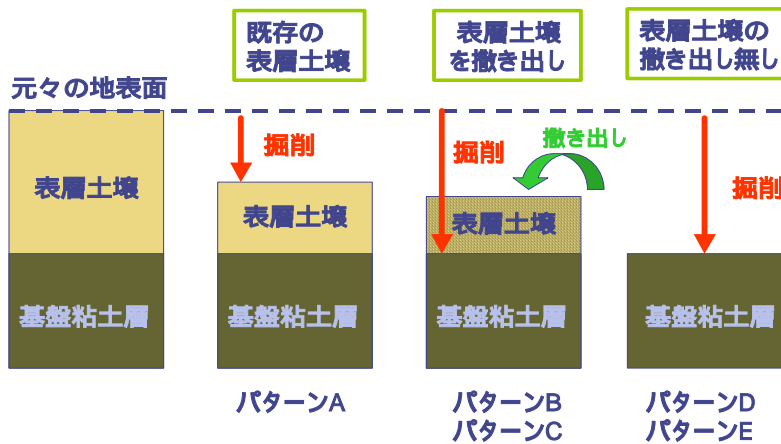 既存の
表層土壌
表層土壌
を撒き出し
表層土壌の
撒き出し無し
元々の地表面
掘削
掘削
撒き出し
掘削
表層土壌
表層土壌
表層土壌
基盤粘土層
基盤粘土層
基盤粘土層
基盤粘土層
パターンA
パターンB
パターンC
パターンD
パターンE